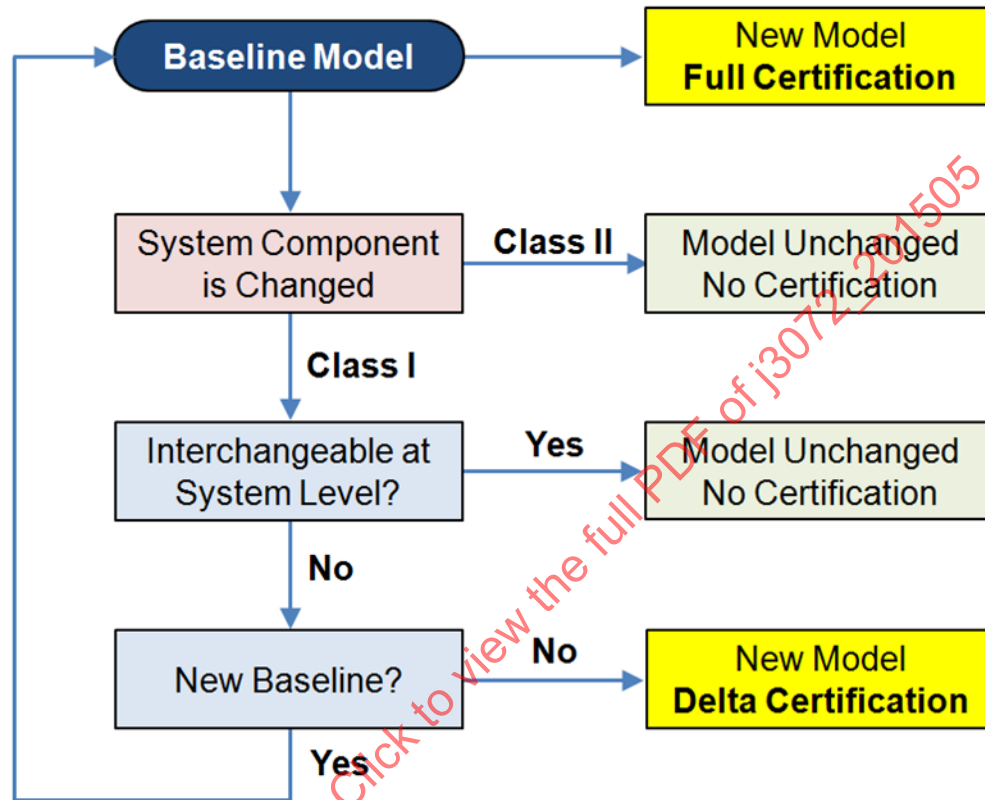 Baseline Model
New Model
Full Certification
System Component
is Changed
Class II
Model Unchanged
No Certification
Class I
Interchangeable at
System Level?
Yes
Model Unchanged
No Certification
No
New Baseline?
No
New Model
Delta Certification
Yes
Click to view the full PDF of j3072_201505